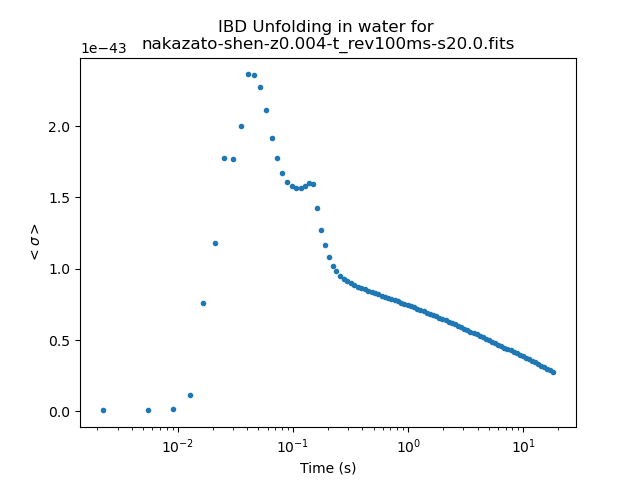 IBD Unfolding in water for
nakazato-shen-z0.004-t_rev100ms-s20.0.fits
1e−43
2.0
1.5
1.0
0.5
0.0
< σ >
10⁻² 10⁻¹ 10⁰ 10¹
Time (s)